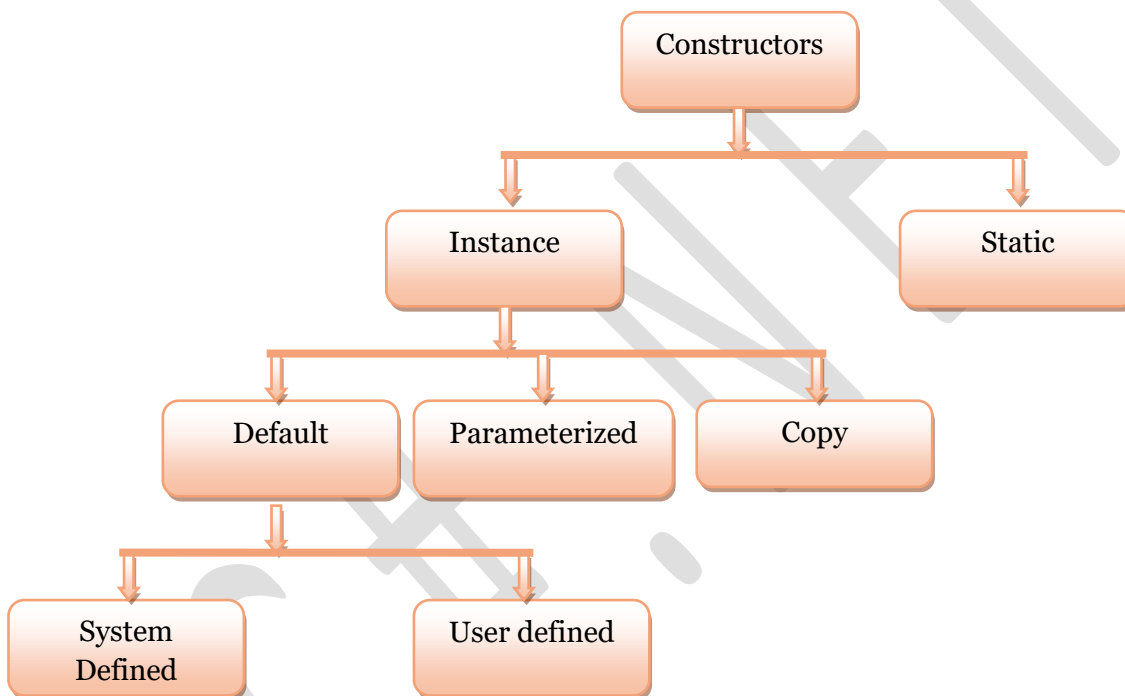 Constructors
Instance
Static
Default
Parameterized
Copy
System
Defined
User defined